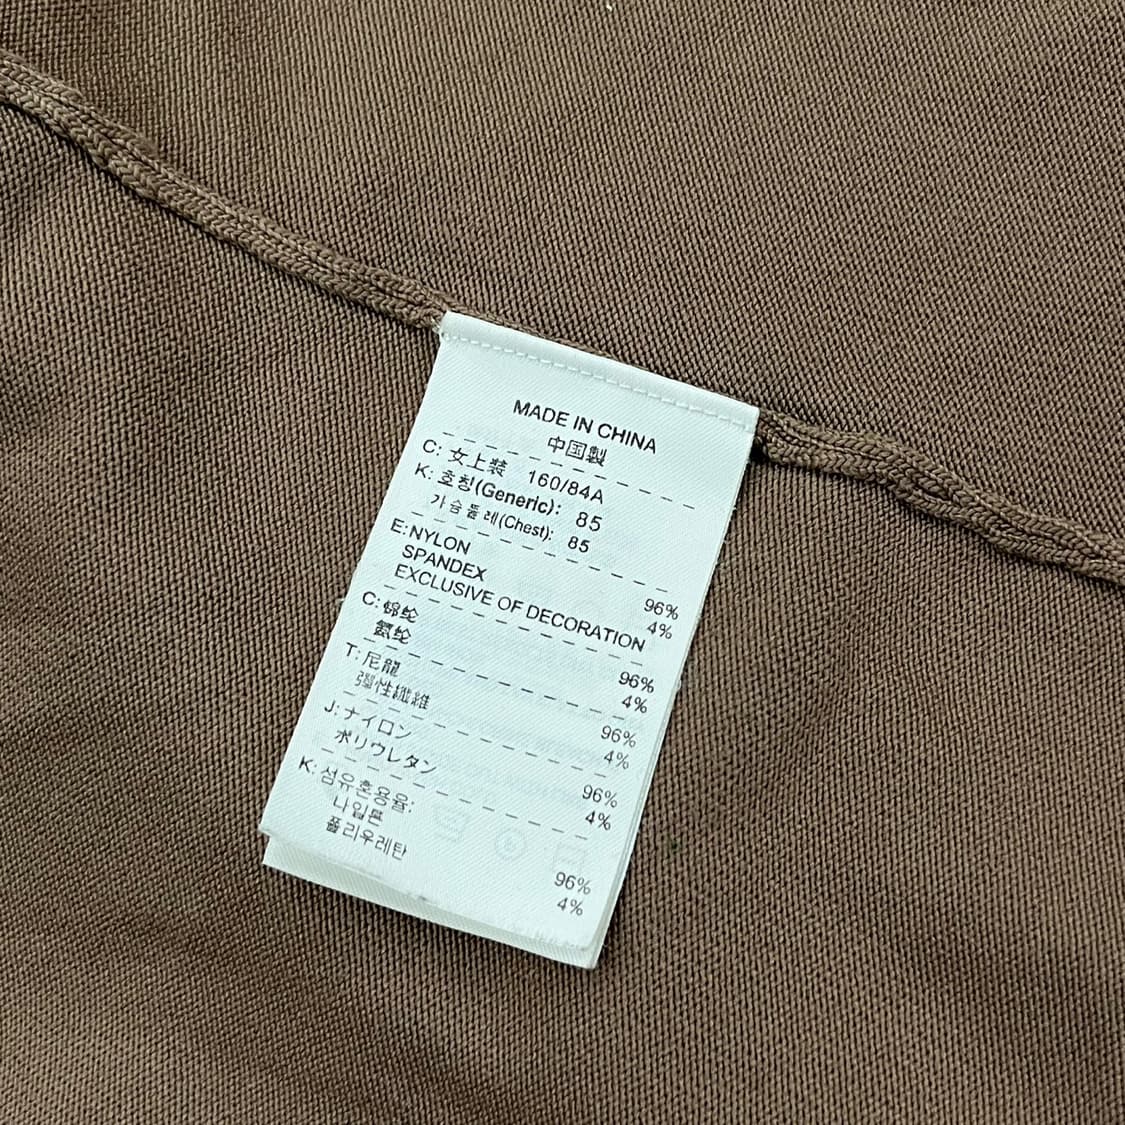 MADE IN CHINA
中国製
C: 女上裝 160/84A
K: 호칭(Generic): 85
가슴둘레(Chest): 85
E: NYLON 96%
SPANDEX 4%
EXCLUSIVE OF DECORATION
C: 锦纶 96%
氨纶 4%
T: 尼龍 96%
彈性纖維 4%
J: ナイロン 96%
ポリウレタン 4%
K: 섬유혼용율:
나일론 96%
폴리우레탄 4%